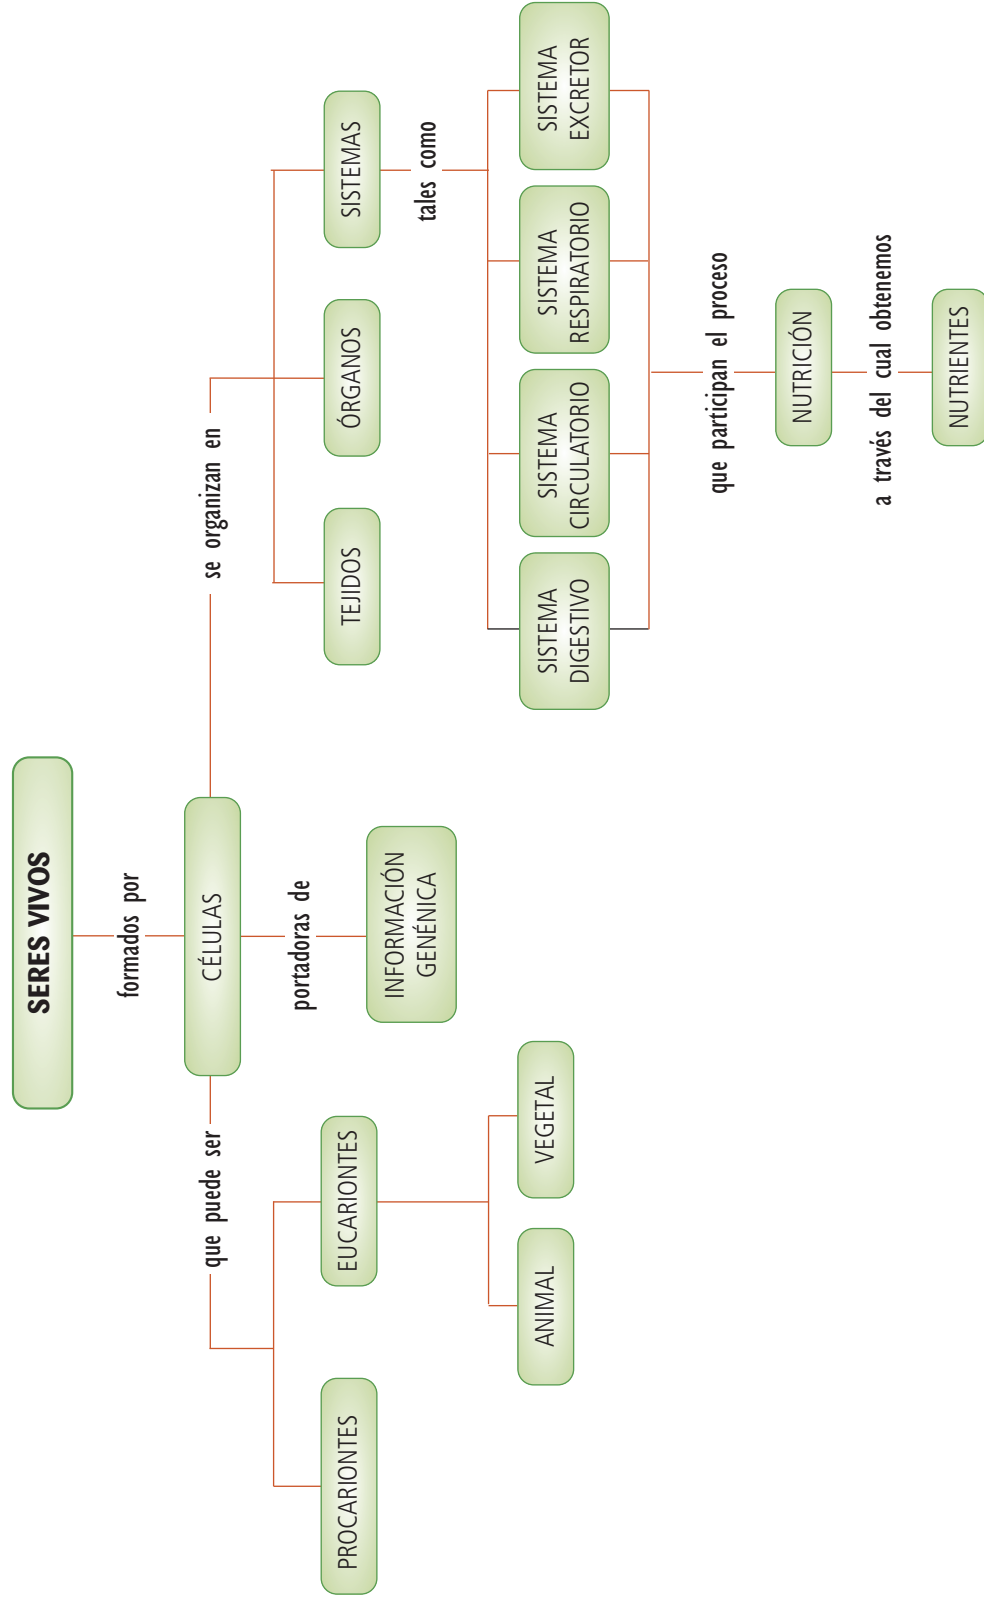 SERES VIVOS
formados por
CÉLULAS
que puede ser
PROCARIONTES
EUCARIONTES
ANIMAL
VEGETAL
portadoras de
INFORMACIÓN
GENÉNICA
se organizan en
TEJIDOS
ÓRGANOS
SISTEMAS
tales como
SISTEMA
DIGESTIVO
SISTEMA
CIRCULATORIO
SISTEMA
RESPIRATORIO
SISTEMA
EXCRETOR
que participan el proceso
NUTRICIÓN
a través del cual obtenemos
NUTRIENTES